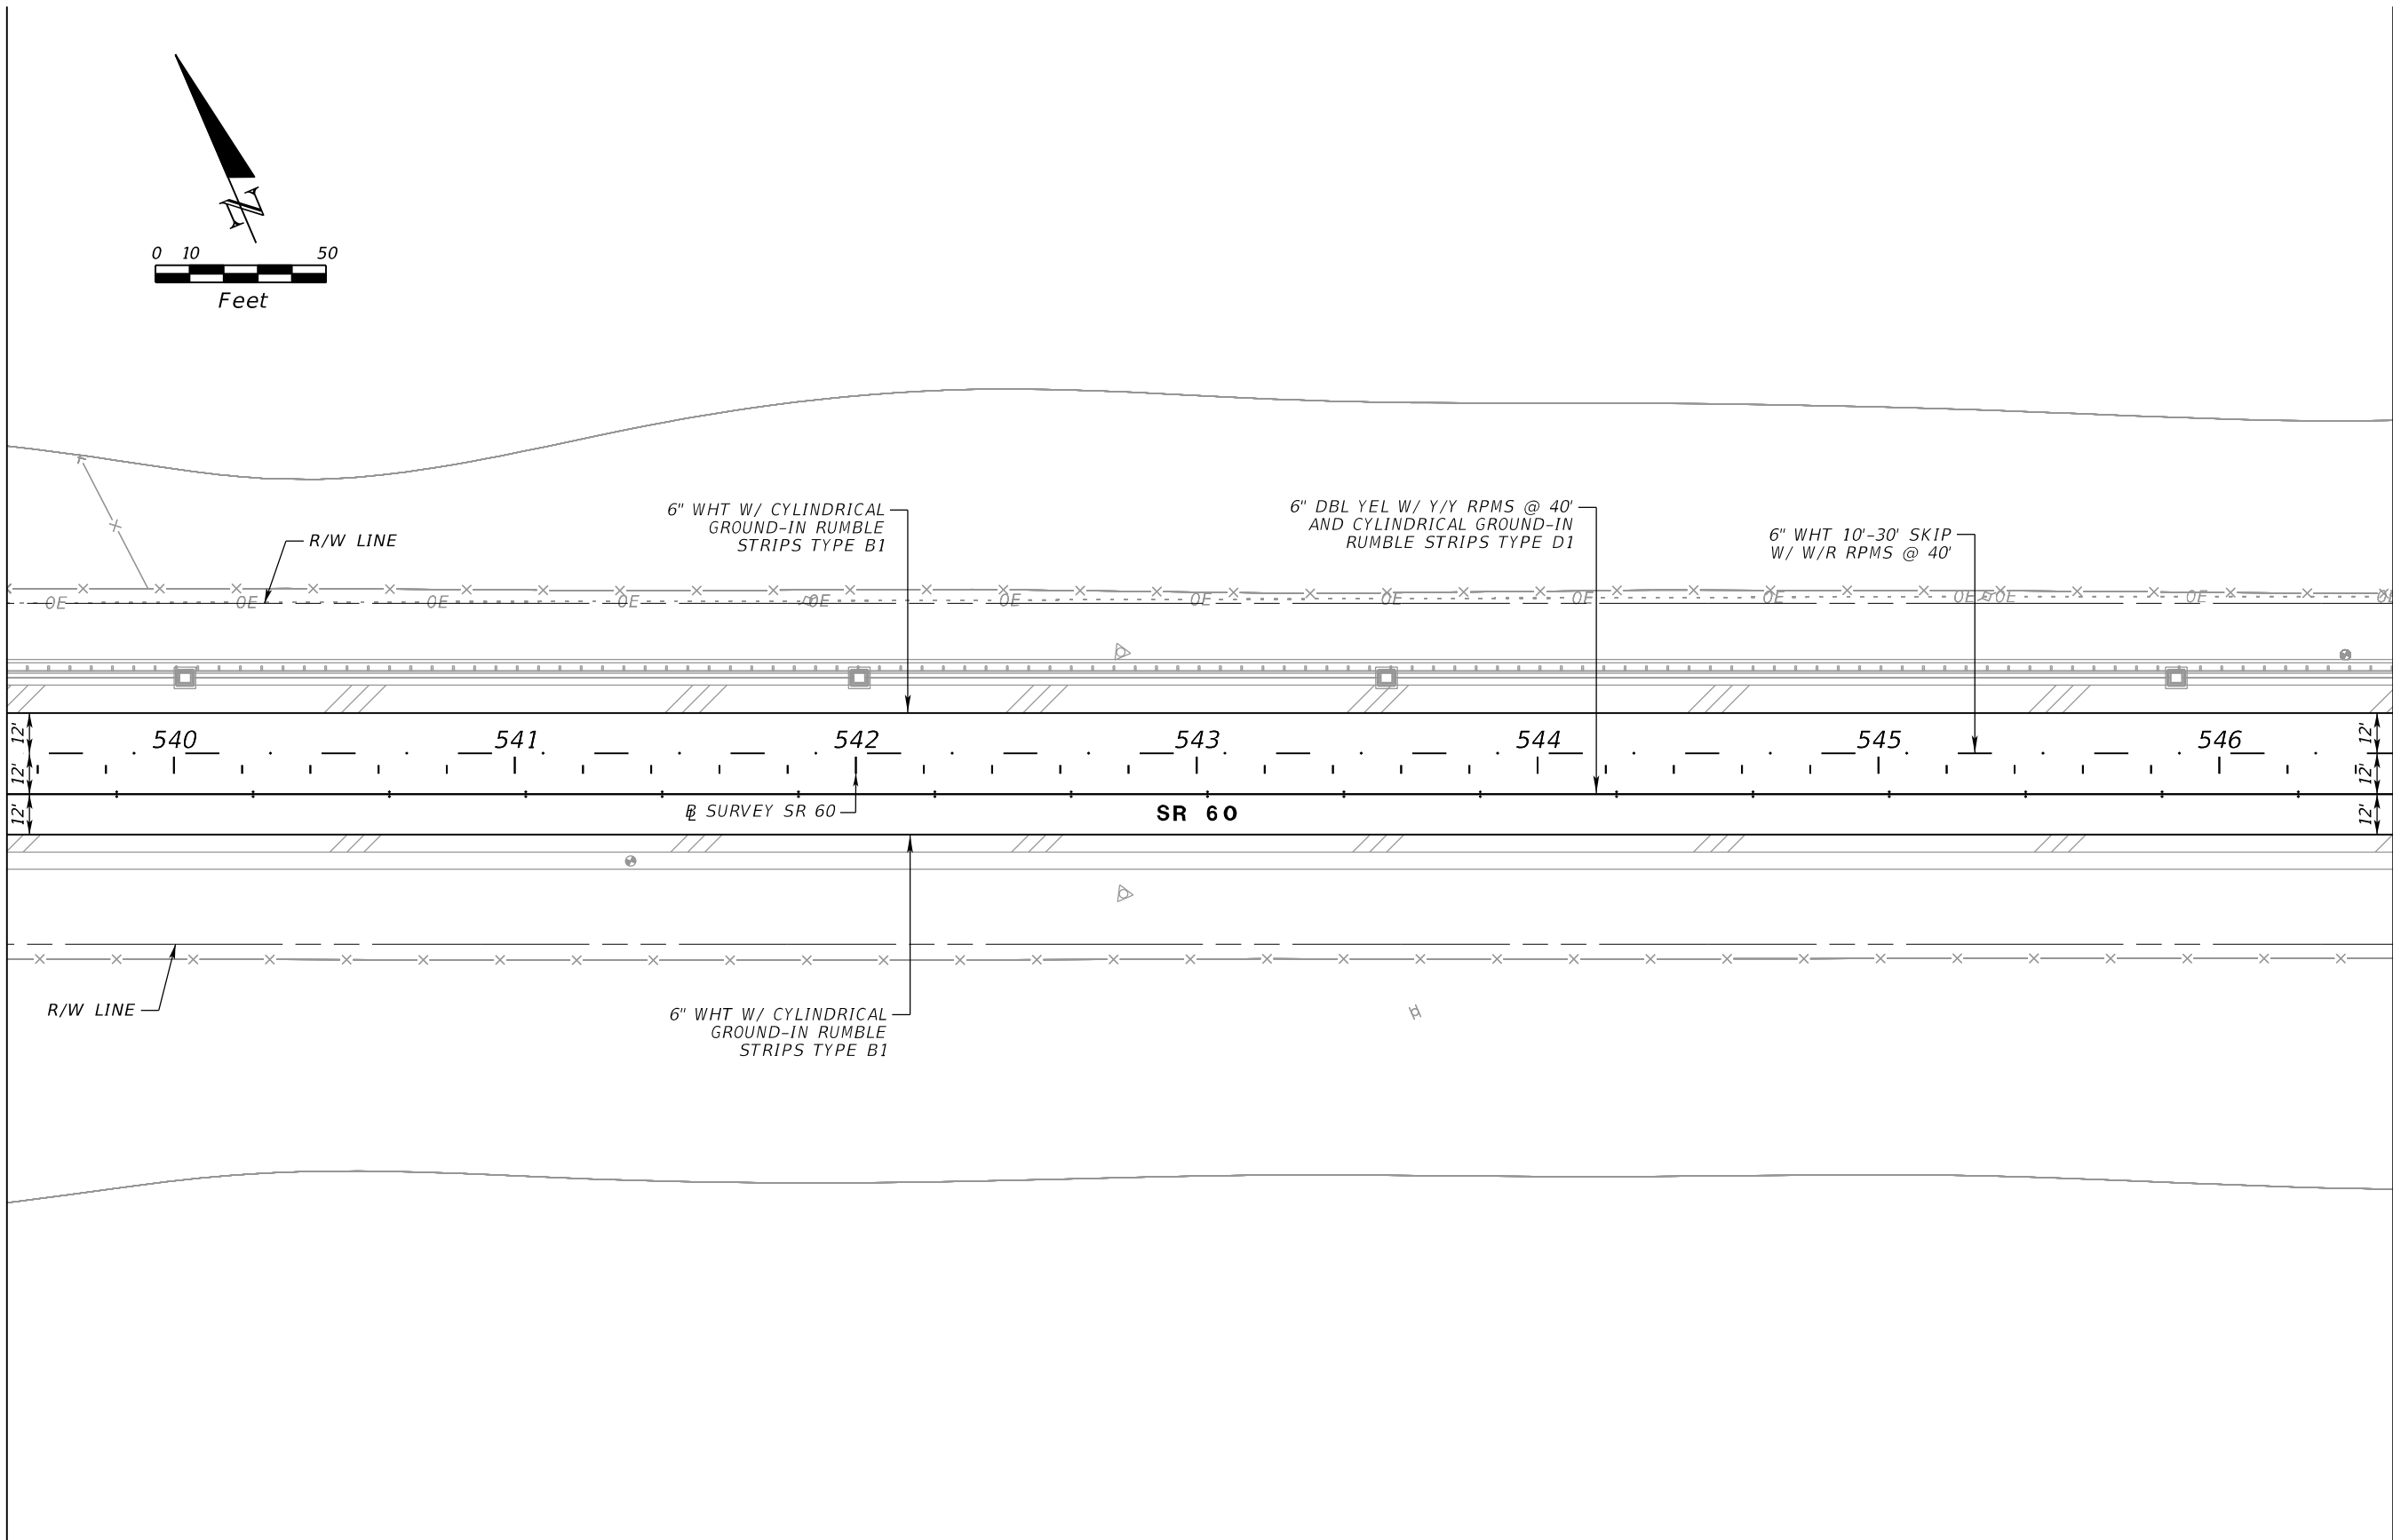 N
0 10 50
Feet
6" WHT W/ CYLINDRICAL
GROUND-IN RUMBLE
STRIPS TYPE B1
6" DBL YEL W/ Y/Y RPMS @ 40'
AND CYLINDRICAL GROUND-IN
RUMBLE STRIPS TYPE D1
6" WHT 10'-30' SKIP
W/ W/R RPMS @ 40'
R/W LINE
OE OE OE OE OE OE OE OE OE OE OE OE OE OE
12' 12'
540 541 542 543 544 545 546
12' 12'
12' BL SURVEY SR 60 SR 60 12'
R/W LINE
6" WHT W/ CYLINDRICAL
GROUND-IN RUMBLE
STRIPS TYPE B1